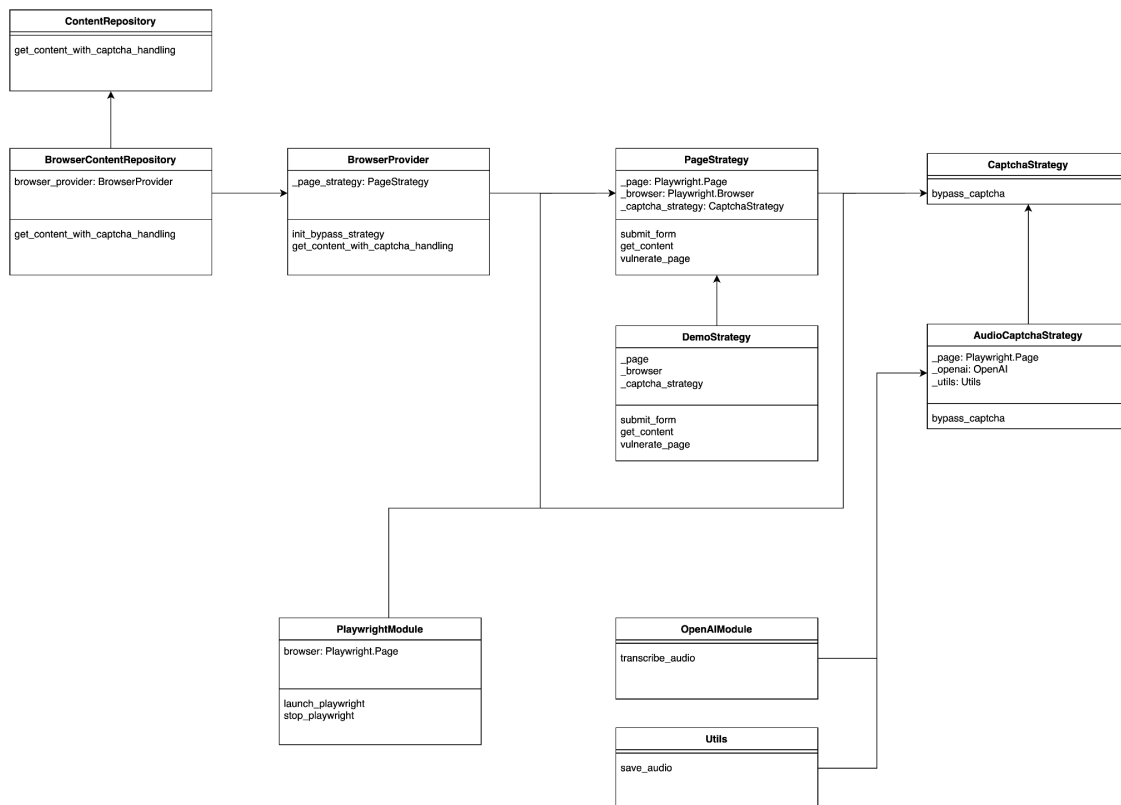 ContentRepository
get_content_with_captcha_handling
BrowserContentRepository
browser_provider: BrowserProvider
get_content_with_captcha_handling
BrowserProvider
_page_strategy: PageStrategy
init_bypass_strategy
get_content_with_captcha_handling
PageStrategy
_page: Playwright.Page
_browser: Playwright.Browser
_captcha_strategy: CaptchaStrategy
submit_form
get_content
vulnerate_page
CaptchaStrategy
bypass_captcha
DemoStrategy
_page
_browser
_captcha_strategy
submit_form
get_content
vulnerate_page
AudioCaptchaStrategy
_page: Playwright.Page
_openai: OpenAI
_utils: Utils
bypass_captcha
PlaywrightModule
browser: Playwright.Page
launch_playwright
stop_playwright
OpenAIModule
transcribe_audio
Utils
save_audio